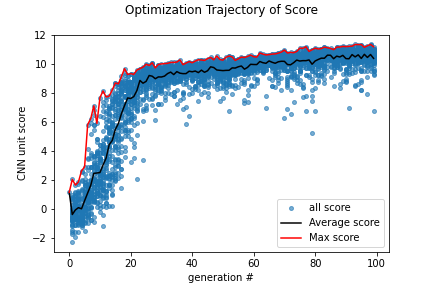 Optimization Trajectory of Score
12
10
8
6
4
2
0
−2
CNN unit score
all score
Average score
Max score
0 20 40 60 80 100
generation #